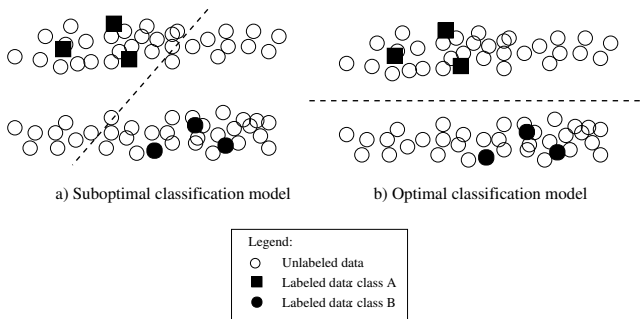 a) Suboptimal classification model
b) Optimal classification model
Legend:
Unlabeled data
Labeled data: class A
Labeled data: class B